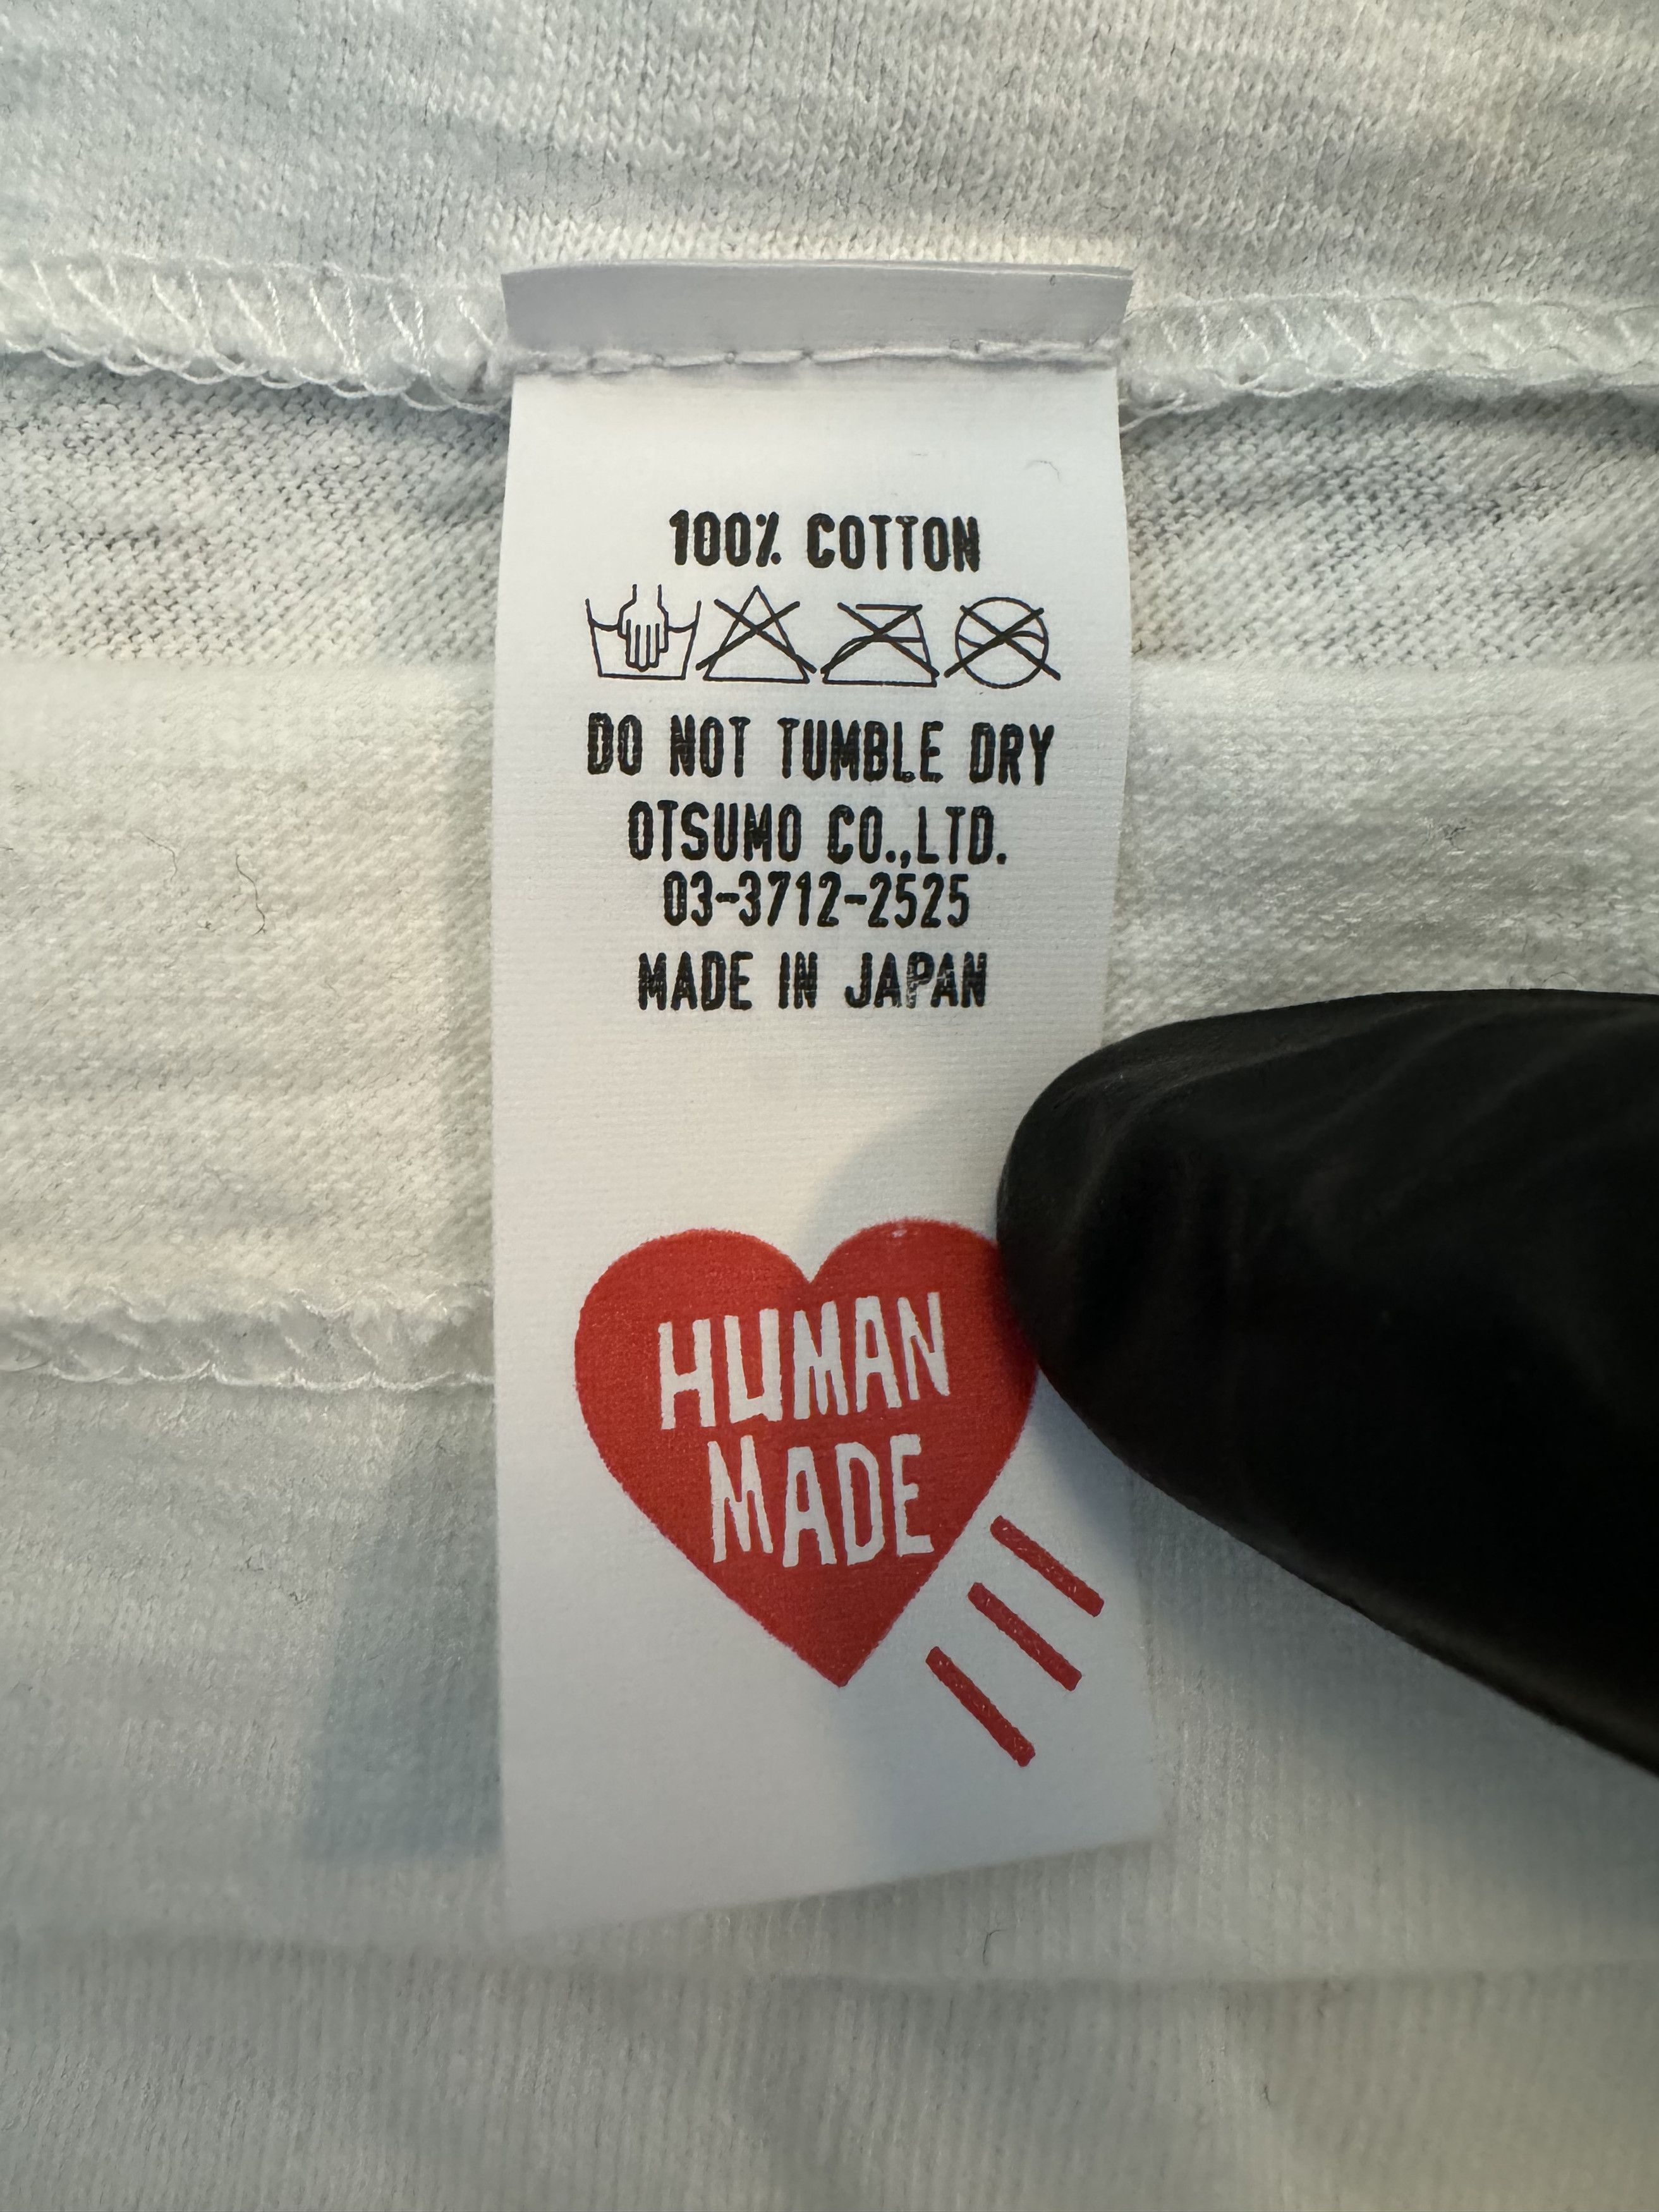 100% COTTON
DO NOT TUMBLE DRY
OTSUMO CO.,LTD.
03-3712-2525
MADE IN JAPAN
HUMAN
MADE